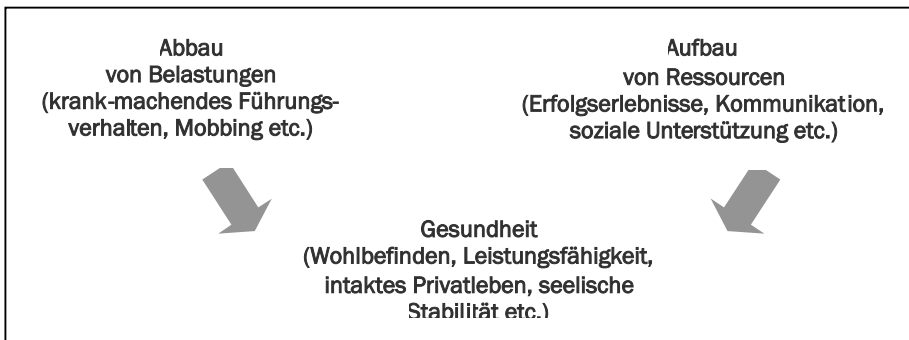 Abbau
von Belastungen
(krank-machendes Führungs-
verhalten, Mobbing etc.)
Aufbau
von Ressourcen
(Erfolgserlebnisse, Kommunikation,
soziale Unterstützung etc.)
Gesundheit
(Wohlbefinden, Leistungsfähigkeit,
intaktes Privatleben, seelische
Stabilität etc.)